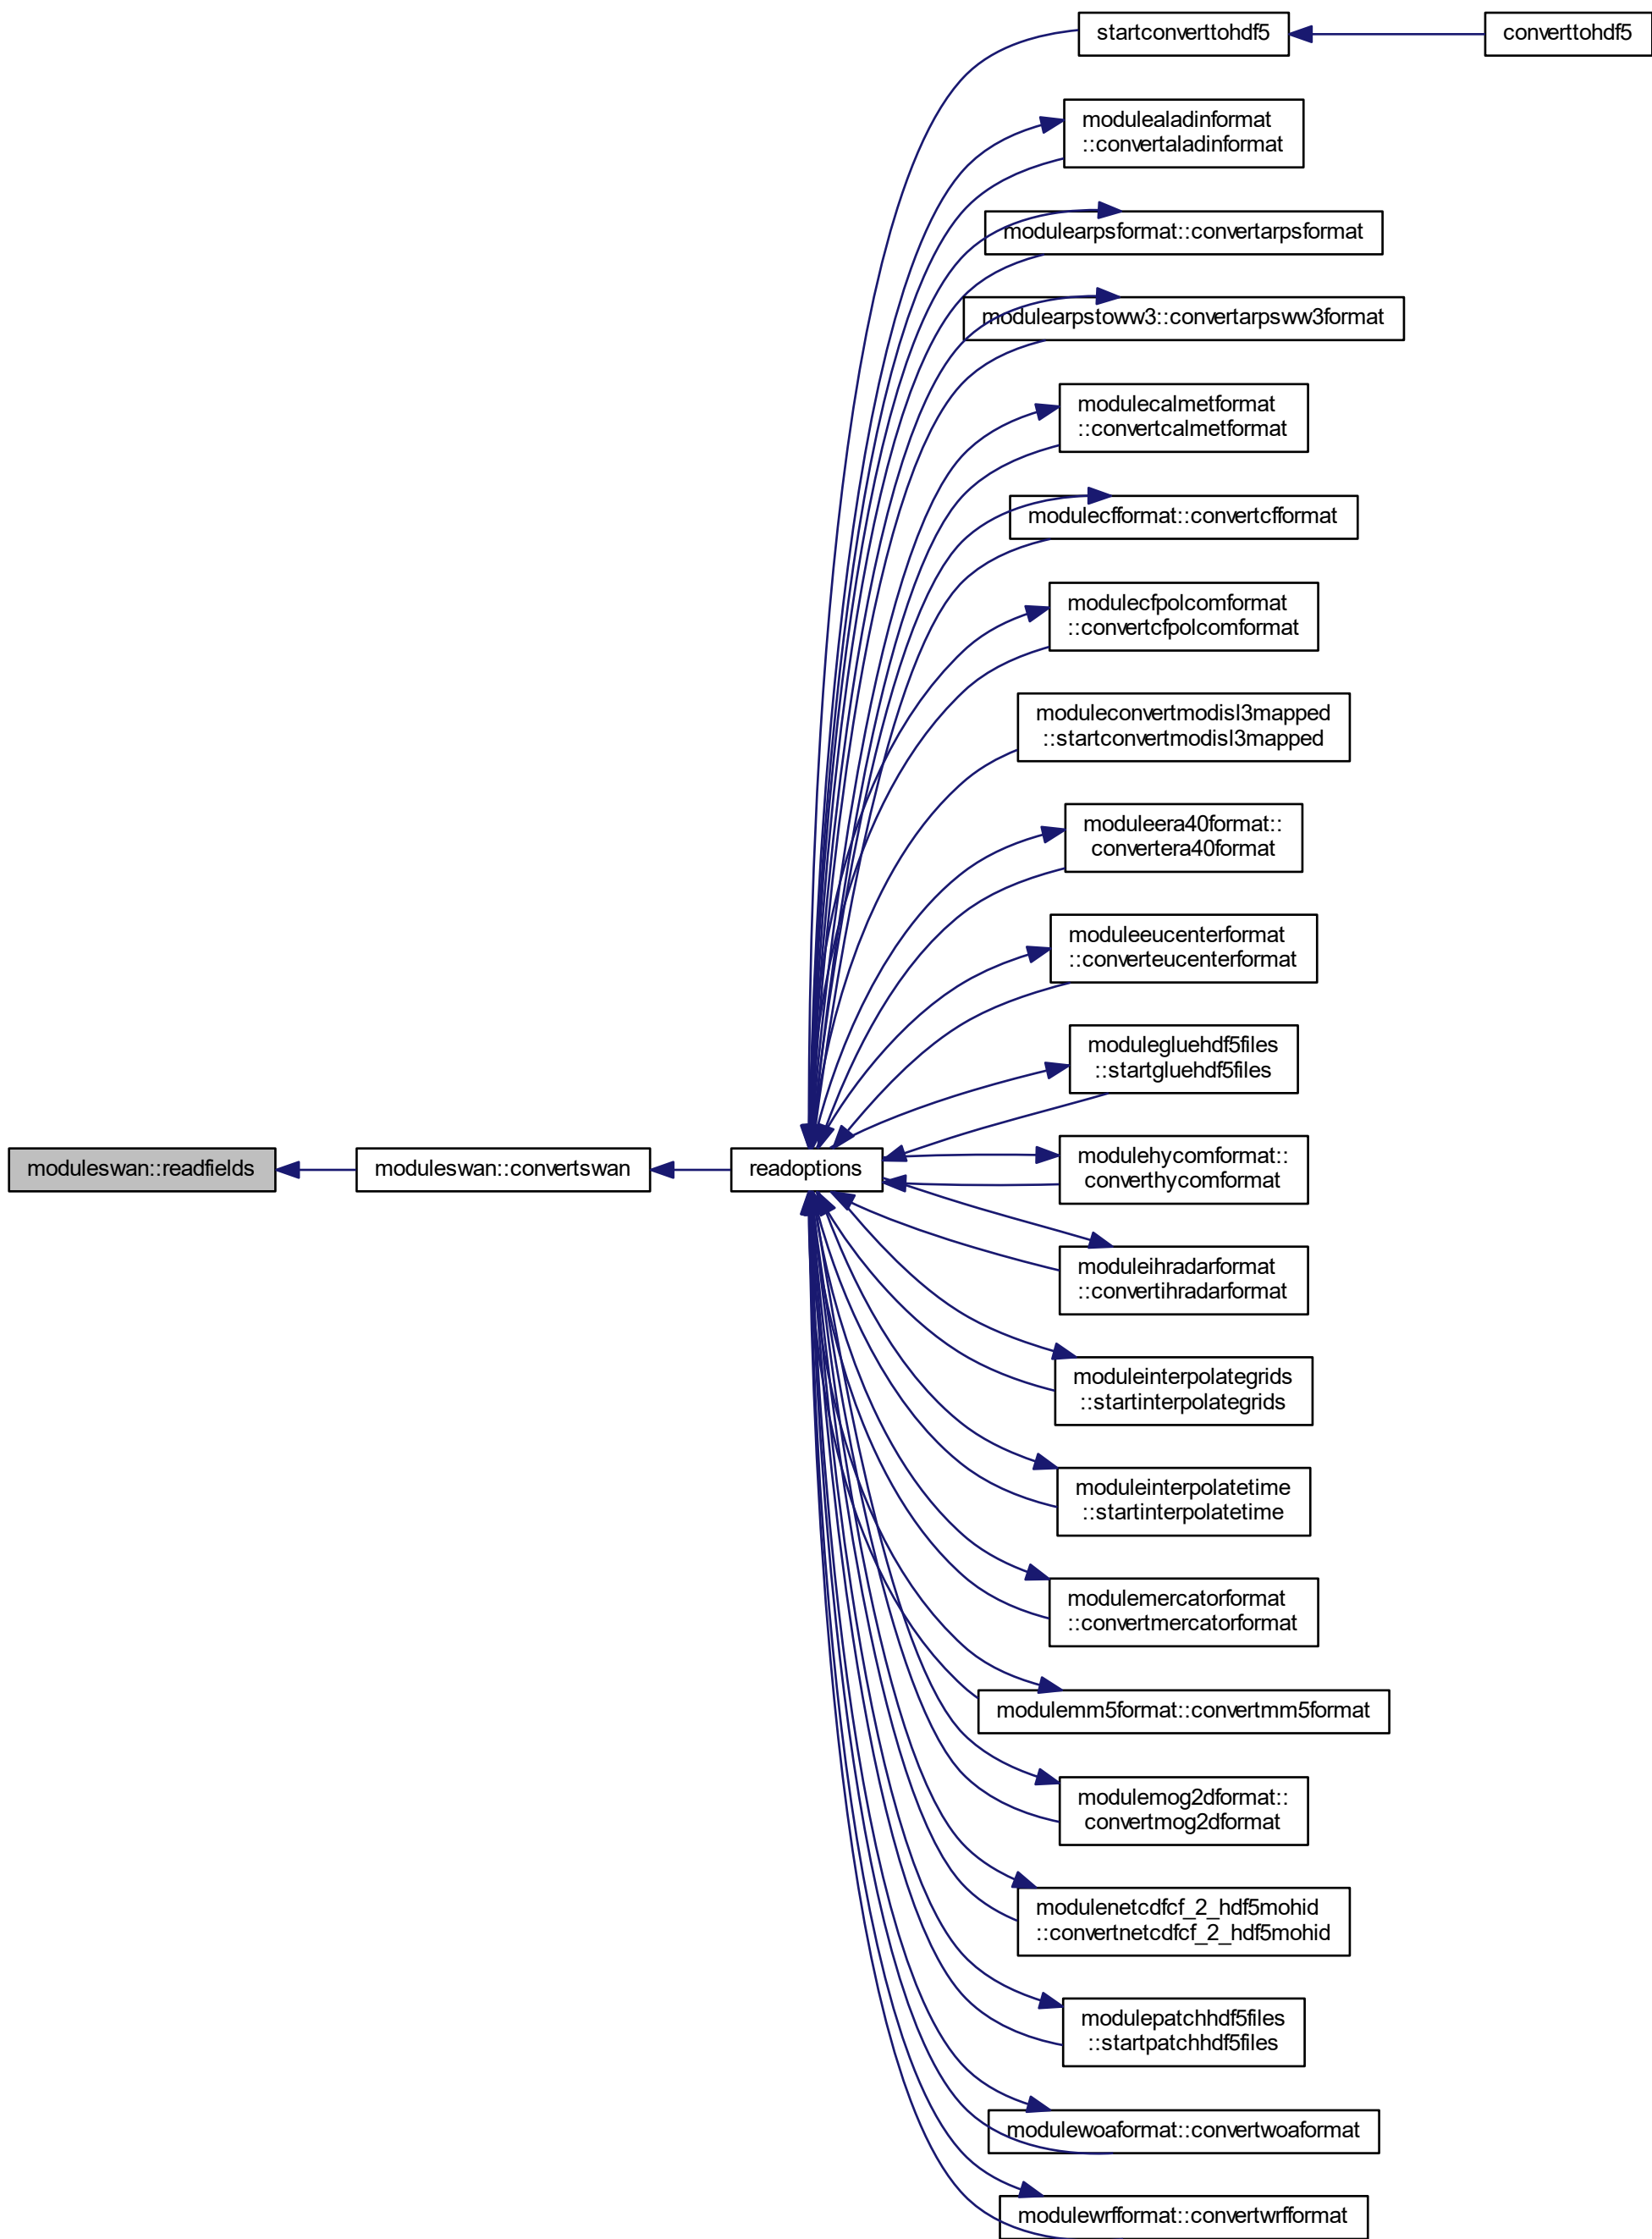 startconverttohdf5
converttohdf5
modulealadinformat
::convertaladinformat
modulearpsformat::convertarpsformat
modulearpstoww3::convertarpsww3format
modulecalmetformat
::convertcalmetformat
modulecfformat::convertcfformat
modulecfpolcomformat
::convertcfpolcomformat
moduleconvertmodisl3mapped
::startconvertmodisl3mapped
moduleera40format::
convertera40format
moduleeucenterformat
::converteucenterformat
modulegluehdf5files
::startgluehdf5files
moduleswan::readfields
moduleswan::convertswan
readoptions
modulehycomformat::
converthycomformat
moduleihradarformat
::convertihradarformat
moduleinterpolategrids
::startinterpolategrids
moduleinterpolatetime
::startinterpolatetime
modulemercatorformat
::convertmercatorformat
modulemm5format::convertmm5format
modulemog2dformat::
convertmog2dformat
modulenetcdfcf_2_hdf5mohid
::convertnetcdfcf_2_hdf5mohid
modulepatchhdf5files
::startpatchhdf5files
modulewoaformat::convertwoaformat
modulewrfformat::convertwrfformat